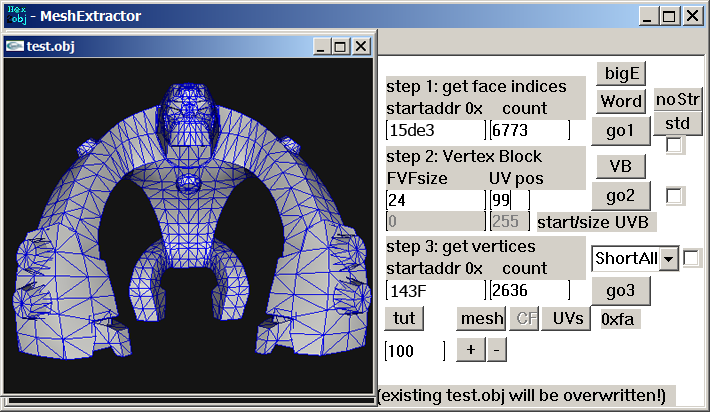 Hex
obj
- MeshExtractor
test.obj
step 1: get face indices
bigE
startaddr 0x count
Word
noStr
15de3
6773
go1
std
step 2: Vertex Block
VB
FVFsize UV pos
24
99
go2
0
255
start/size UVB
step 3: get vertices
ShortAll
startaddr 0x count
143F
2636
go3
tut
mesh
CF
UVs
0xfa
100
+
-
(existing test.obj will be overwritten!)